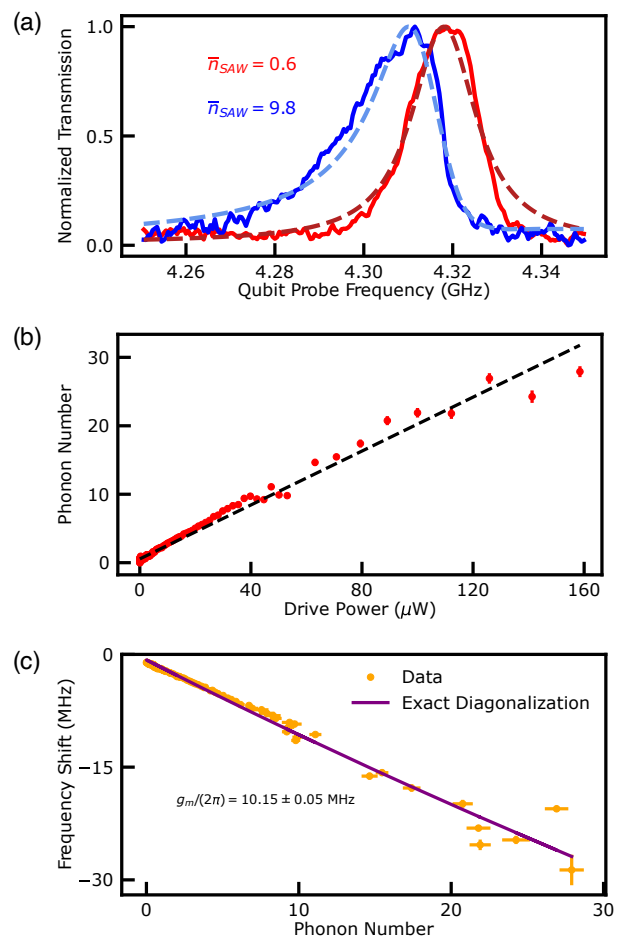 (a)
1.0
0.5
0.0
Normalized Transmission
n̅SAW = 0.6
n̅SAW = 9.8
4.26 4.28 4.30 4.32 4.34
Qubit Probe Frequency (GHz)
(b)
30
20
10
0
Phonon Number
0 40 80 120 160
Drive Power (μW)
(c)
0
−15
−30
Frequency Shift (MHz)
Data
Exact Diagonalization
gm/(2π) = 10.15 ± 0.05 MHz
0 10 20 30
Phonon Number